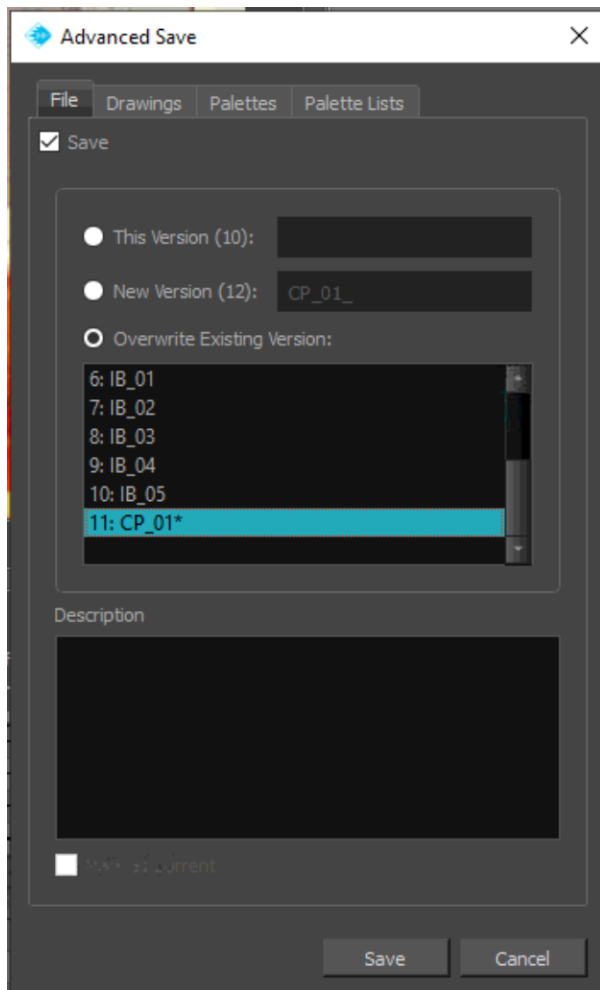 Advanced Save
File Drawings Palettes Palette Lists
Save
This Version (10):
New Version (12): CP_01_
Overwrite Existing Version:
6: IB_01
7: IB_02
8: IB_03
9: IB_04
10: IB_05
11: CP_01*
Description
current
Save Cancel